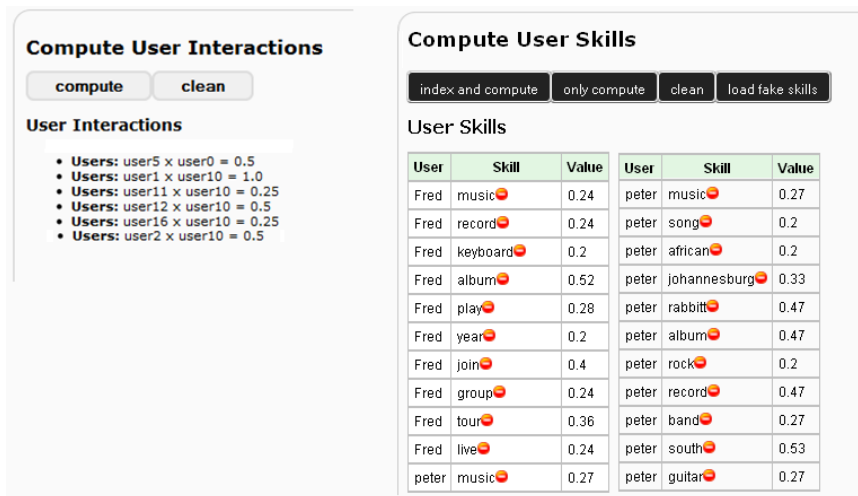 Compute User Interactions
compute clean
User Interactions
• Users: user5 x user0 = 0.5
• Users: user1 x user10 = 1.0
• Users: user11 x user10 = 0.25
• Users: user12 x user10 = 0.5
• Users: user16 x user10 = 0.25
• Users: user2 x user10 = 0.5
Compute User Skills
index and compute only compute clean load fake skills
User Skills
User Skill Value
Fred music 0.24
Fred record 0.24
Fred keyboard 0.2
Fred album 0.52
Fred play 0.28
Fred year 0.2
Fred join 0.4
Fred group 0.24
Fred tour 0.36
Fred live 0.24
peter music 0.27
User Skill Value
peter music 0.27
peter song 0.2
peter african 0.2
peter johannesburg 0.33
peter rabbitt 0.47
peter album 0.47
peter rock 0.2
peter record 0.47
peter band 0.27
peter south 0.53
peter guitar 0.27